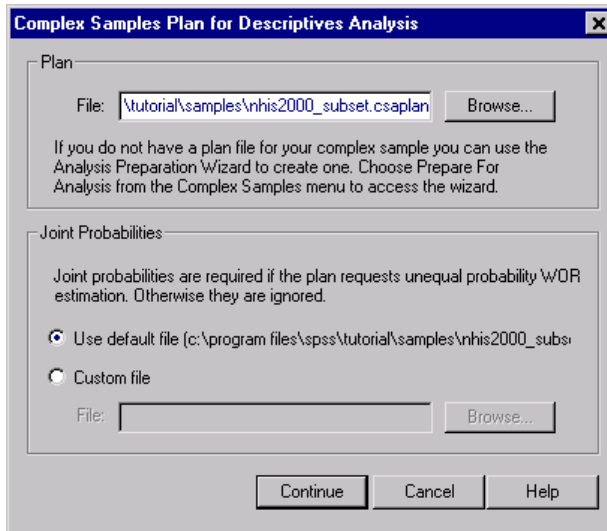 Complex Samples Plan for Descriptives Analysis
Plan
File: \tutorial\samples\nhis2000_subset.csaplan Browse...
If you do not have a plan file for your complex sample you can use the
Analysis Preparation Wizard to create one. Choose Prepare For
Analysis from the Complex Samples menu to access the wizard.
Joint Probabilities
Joint probabilities are required if the plan requests unequal probability WOR
estimation. Otherwise they are ignored.
Use default file (c:\program files\spss\tutorial\samples\nhis2000_subs
Custom file
File: Browse...
Continue Cancel Help